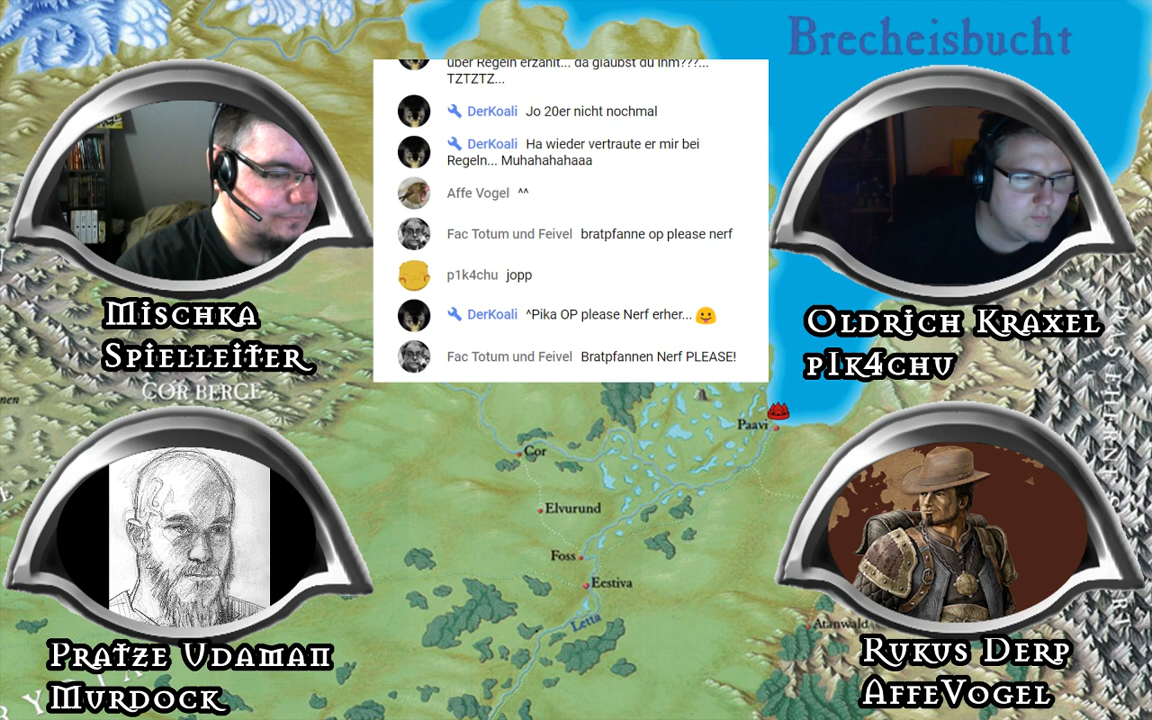 Brecheisbucht
über Regeln erzählt... da glaubst du ihm???...
TZTZTZ...
DerKoali Jo 20er nicht nochmal
DerKoali Ha wieder vertraute er mir bei
Regeln... Muhahahahaaa
Affe Vogel ^^
Fac Totum und Feivel bratpfanne op please nerf
p1k4chu jopp
DerKoali ^Pika OP please Nerf erher... 😛
Fac Totum und Feivel Bratpfannen Nerf PLEASE!
Mischka
Spielleiter
Oldrich Kraxel
p1k4chu
COR BERGE
Paavi
Cor
Elvurund
Foss
Eestiva
Letta
Atanwald
Pratze Udaman
Murdock
Rukus Derp
AffeVogel